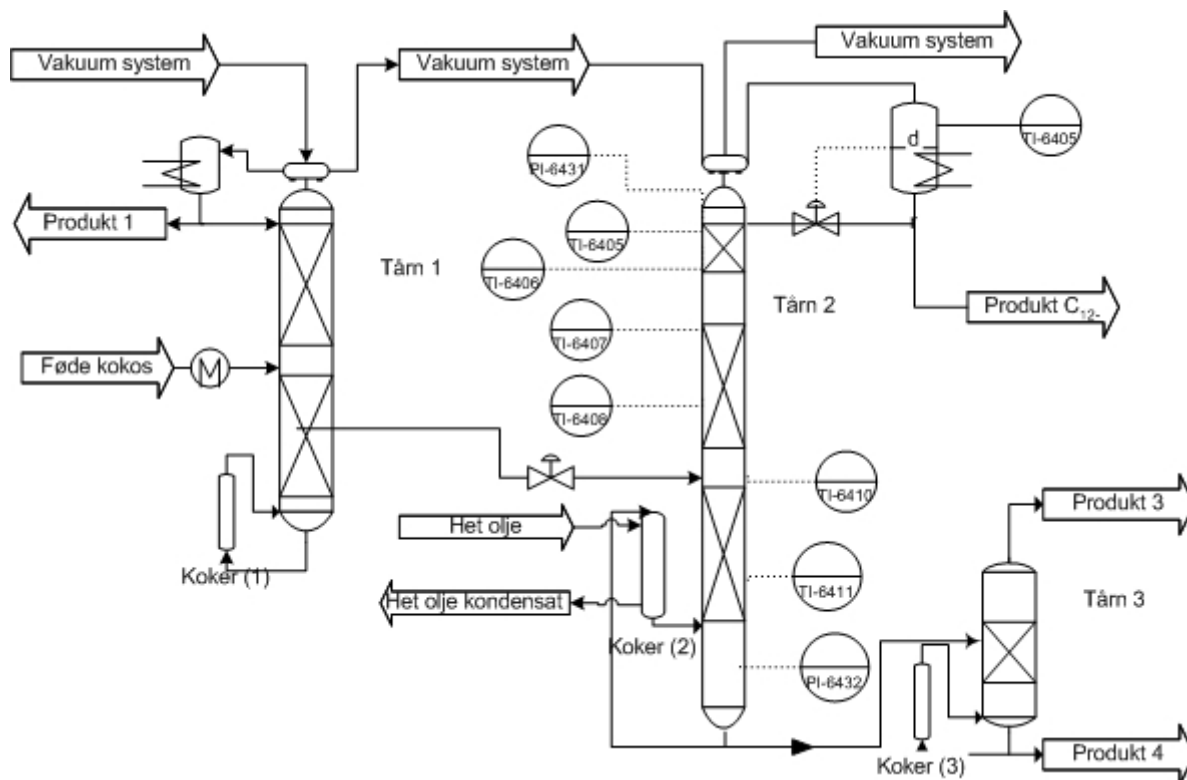 Vakuum system
Vakuum system
Vakuum system
TI-6405
d
PI-6431
Produkt 1
TI-6405
Tårn 1
TI-6406
Tårn 2
Produkt C12-
TI-6407
Føde kokos
M
TI-6408
TI-6410
Produkt 3
Het olje
Koker (1)
TI-6411
Het olje kondensat
Tårn 3
Koker (2)
PI-6432
Koker (3)
Produkt 4